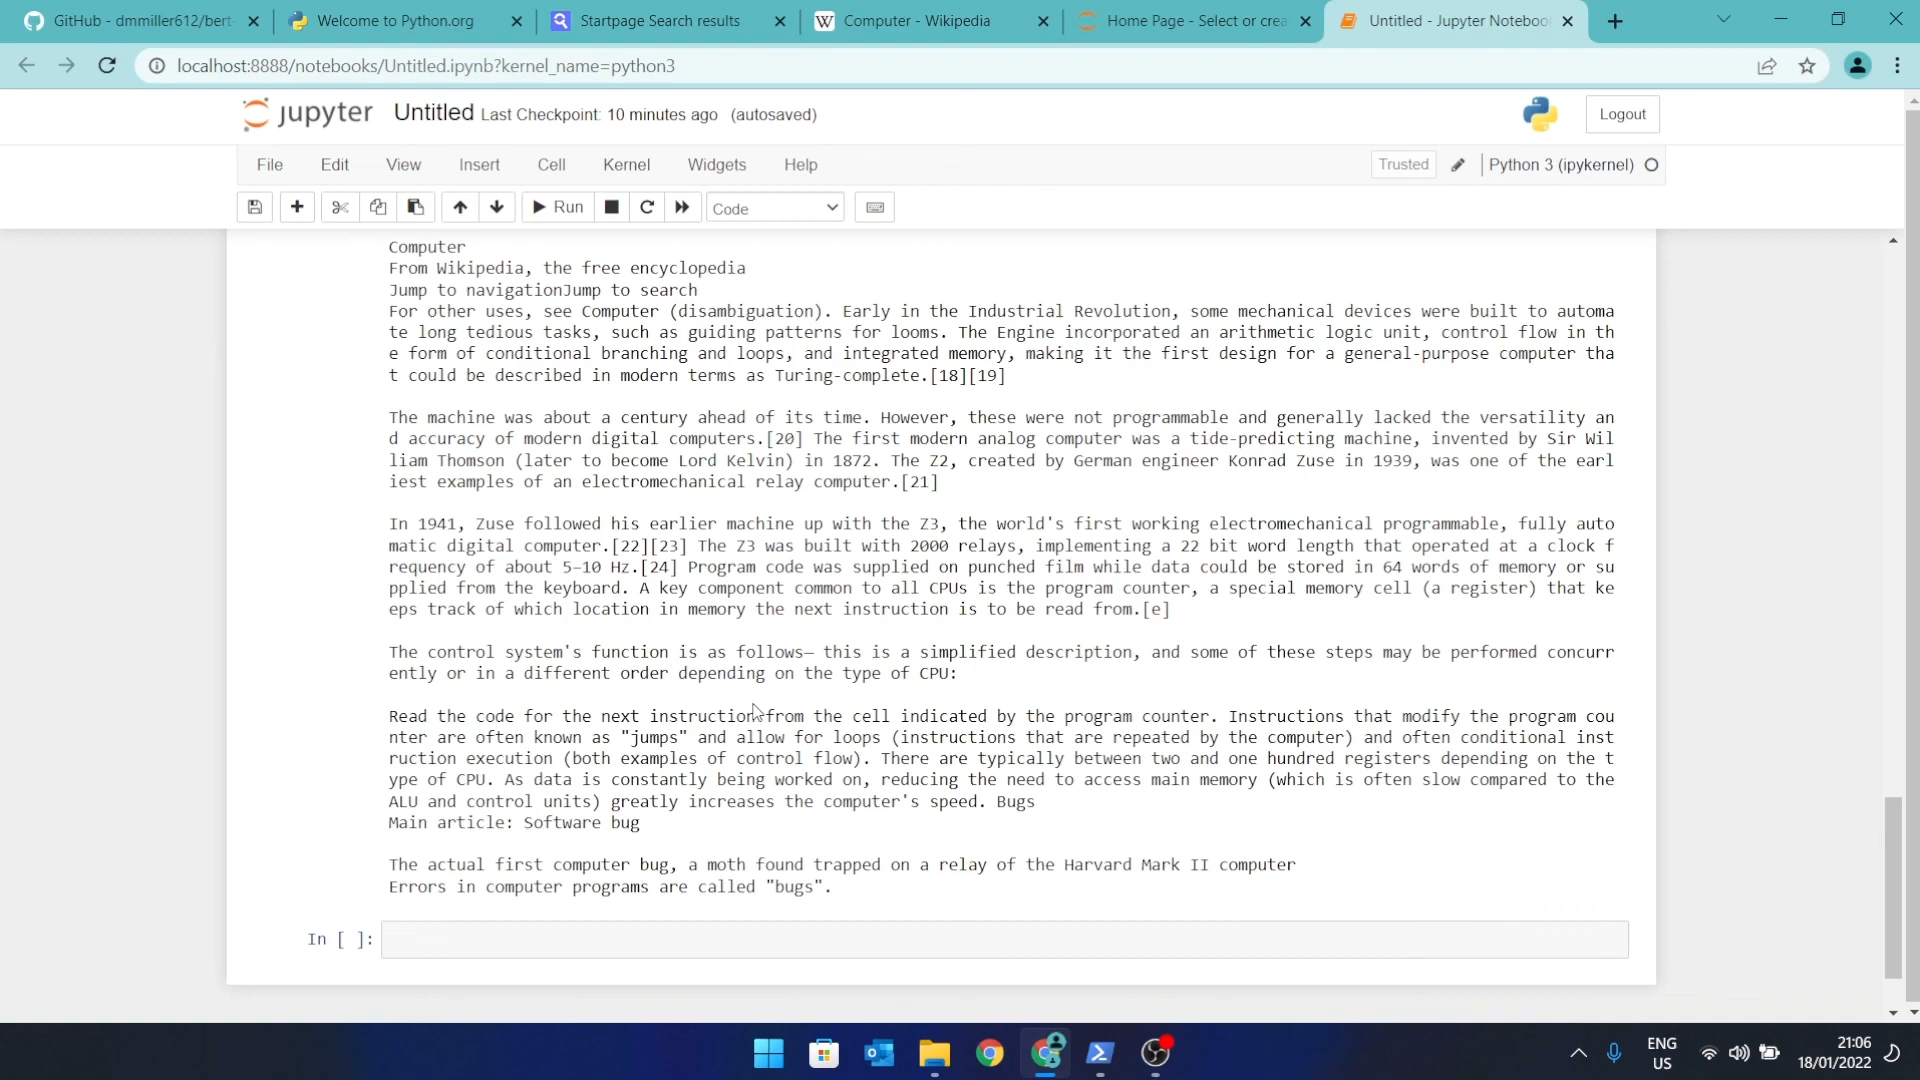 GitHub - dmmiller612/bert-
Welcome to Python.org
Startpage Search results
Computer - Wikipedia
Home Page - Select or crea
Untitled - Jupyter Noteboo
localhost:8888/notebooks/Untitled.ipynb?kernel_name=python3
jupyter Untitled Last Checkpoint: 10 minutes ago (autosaved)
Logout
File Edit View Insert Cell Kernel Widgets Help
Trusted Python 3 (ipykernel)
Run Code
Computer
From Wikipedia, the free encyclopedia
Jump to navigationJump to search
For other uses, see Computer (disambiguation). Early in the Industrial Revolution, some mechanical devices were built to automa
te long tedious tasks, such as guiding patterns for looms. The Engine incorporated an arithmetic logic unit, control flow in th
e form of conditional branching and loops, and integrated memory, making it the first design for a general-purpose computer tha
t could be described in modern terms as Turing-complete.[18][19]
The machine was about a century ahead of its time. However, these were not programmable and generally lacked the versatility an
d accuracy of modern digital computers.[20] The first modern analog computer was a tide-predicting machine, invented by Sir Wil
liam Thomson (later to become Lord Kelvin) in 1872. The Z2, created by German engineer Konrad Zuse in 1939, was one of the earl
iest examples of an electromechanical relay computer.[21]
In 1941, Zuse followed his earlier machine up with the Z3, the world's first working electromechanical programmable, fully auto
matic digital computer.[22][23] The Z3 was built with 2000 relays, implementing a 22 bit word length that operated at a clock f
requency of about 5–10 Hz.[24] Program code was supplied on punched film while data could be stored in 64 words of memory or su
pplied from the keyboard. A key component common to all CPUs is the program counter, a special memory cell (a register) that ke
eps track of which location in memory the next instruction is to be read from.[e]
The control system's function is as follows— this is a simplified description, and some of these steps may be performed concurr
ently or in a different order depending on the type of CPU:
Read the code for the next instruction from the cell indicated by the program counter. Instructions that modify the program cou
nter are often known as "jumps" and allow for loops (instructions that are repeated by the computer) and often conditional inst
ruction execution (both examples of control flow). There are typically between two and one hundred registers depending on the t
ype of CPU. As data is constantly being worked on, reducing the need to access main memory (which is often slow compared to the
ALU and control units) greatly increases the computer's speed. Bugs
Main article: Software bug
The actual first computer bug, a moth found trapped on a relay of the Harvard Mark II computer
Errors in computer programs are called "bugs".
In [ ]:
ENG
US
21:06
18/01/2022